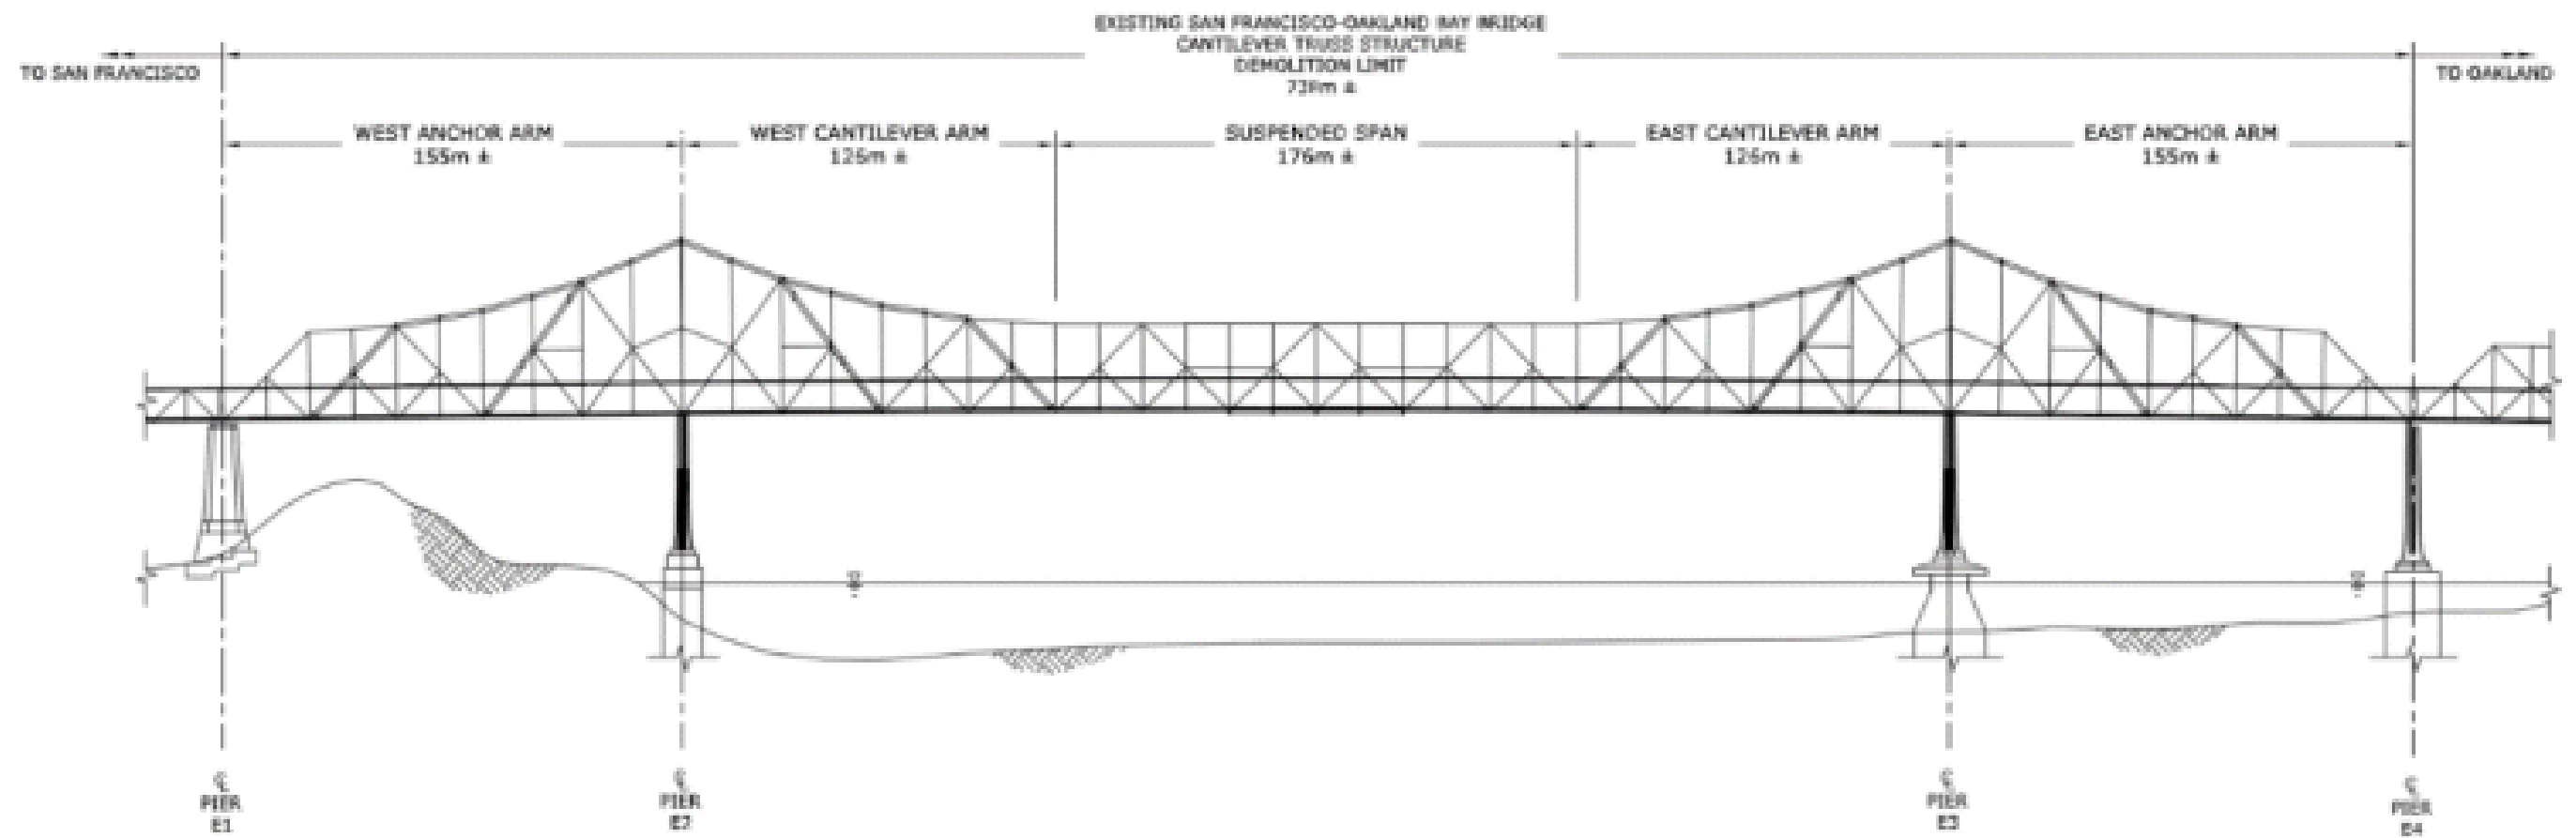 EXISTING SAN FRANCISCO-OAKLAND BAY BRIDGE
CANTILEVER TRUSS STRUCTURE
DEMOLITION LIMIT
738m ±
TO SAN FRANCISCO
TO OAKLAND
WEST ANCHOR ARM
155m ±
WEST CANTILEVER ARM
126m ±
SUSPENDED SPAN
176m ±
EAST CANTILEVER ARM
126m ±
EAST ANCHOR ARM
155m ±
℄
PIER
E1
℄
PIER
E2
℄
PIER
E3
℄
PIER
E4